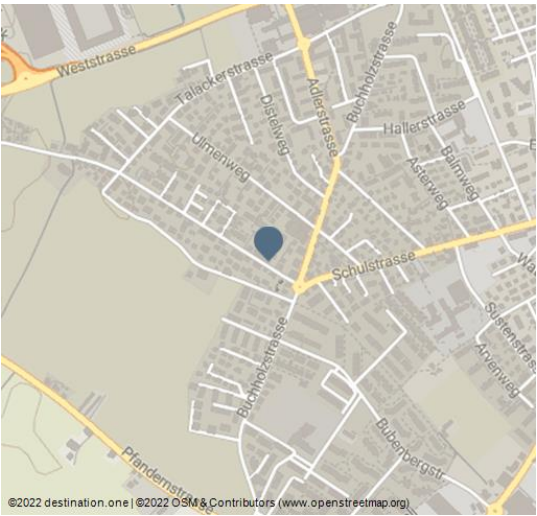 Weststrasse
Talackerstrasse
Distelweg
Adlerstrasse
Buchholzstrasse
Hallerstrasse
Ulmenweg
Asterweg
Balmweg
Schulstrasse
Buchholzstrasse
Sustenstrasse
Arvenweg
Bubenbergstr
Pfandernstrasse
©2022 destination.one | ©2022 OSM & Contributors (www.openstreetmap.org)